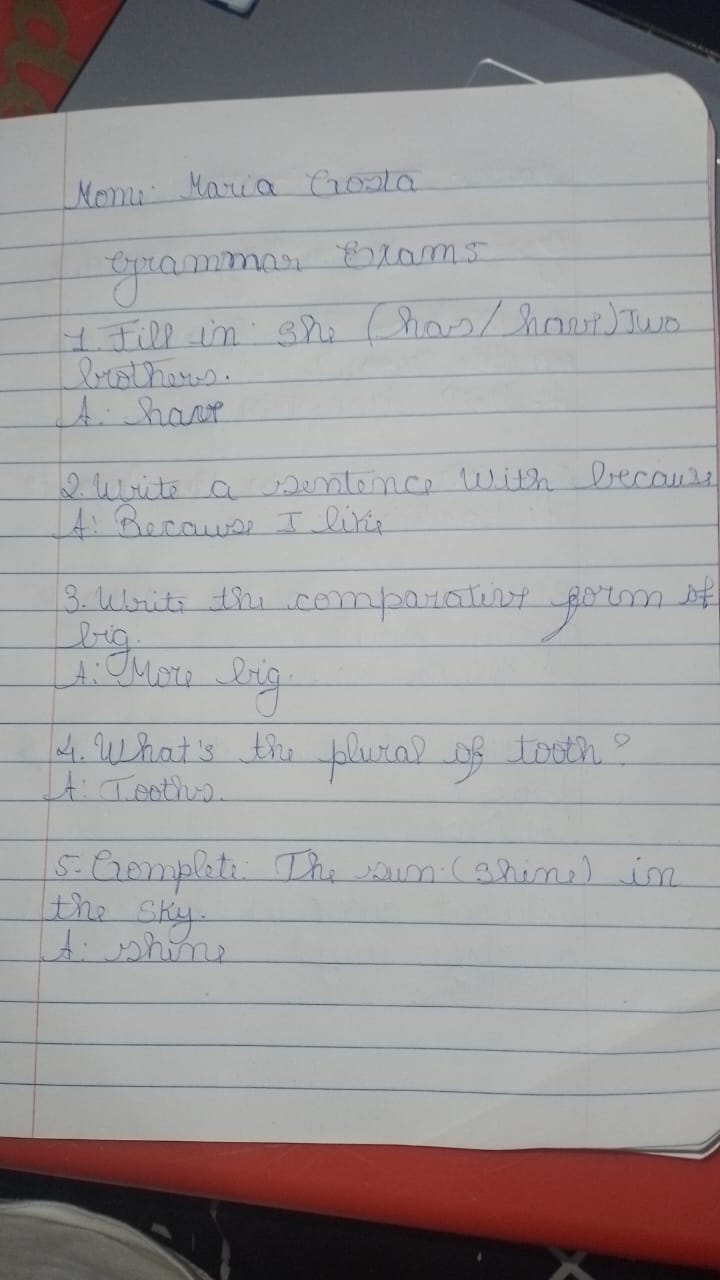 Nome: Maria Costa
Grammar Exams
1. Fill in: She (has/have) Two
brothers.
A: have
2. Write a sentence with because
A: Because I like
3. Write the comparative form of
big.
A: More big.
4. What's the plural of tooth?
A: Tooths.
5. Complete: The sun (shine) in
the sky.
A: shine